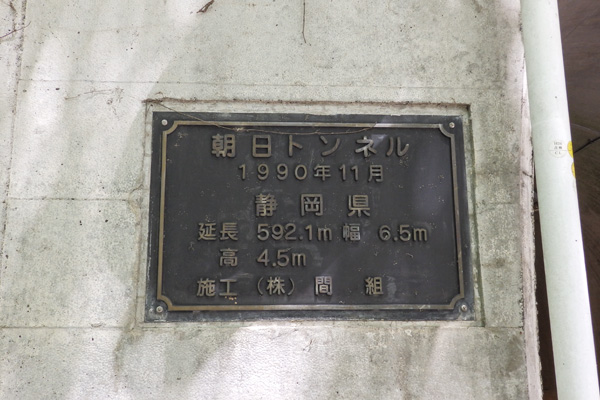 朝日トンネル
1990年11月
静岡県
延長 592.1m 幅 6.5m
高 4.5m
施工 (株) 間 組